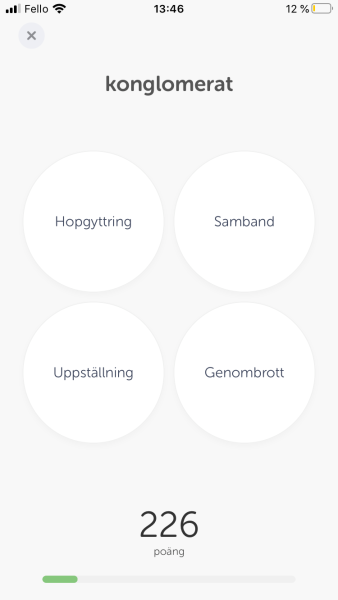 Fello 13:46 12 %
konglomerat
Hopgyttring Samband
Uppställning Genombrott
226
poäng